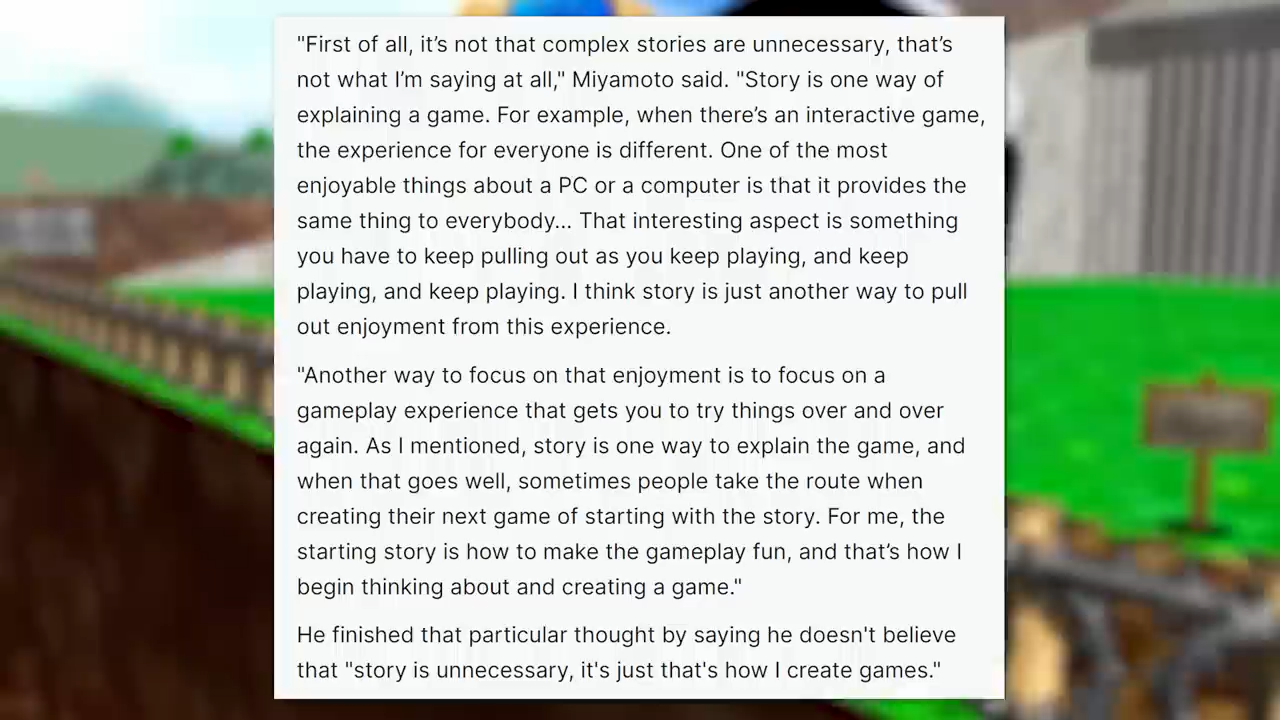 "First of all, it’s not that complex stories are unnecessary, that’s
not what I’m saying at all," Miyamoto said. "Story is one way of
explaining a game. For example, when there’s an interactive game,
the experience for everyone is different. One of the most
enjoyable things about a PC or a computer is that it provides the
same thing to everybody... That interesting aspect is something
you have to keep pulling out as you keep playing, and keep
playing, and keep playing. I think story is just another way to pull
out enjoyment from this experience.
"Another way to focus on that enjoyment is to focus on a
gameplay experience that gets you to try things over and over
again. As I mentioned, story is one way to explain the game, and
when that goes well, sometimes people take the route when
creating their next game of starting with the story. For me, the
starting story is how to make the gameplay fun, and that’s how I
begin thinking about and creating a game."
He finished that particular thought by saying he doesn't believe
that "story is unnecessary, it's just that's how I create games."